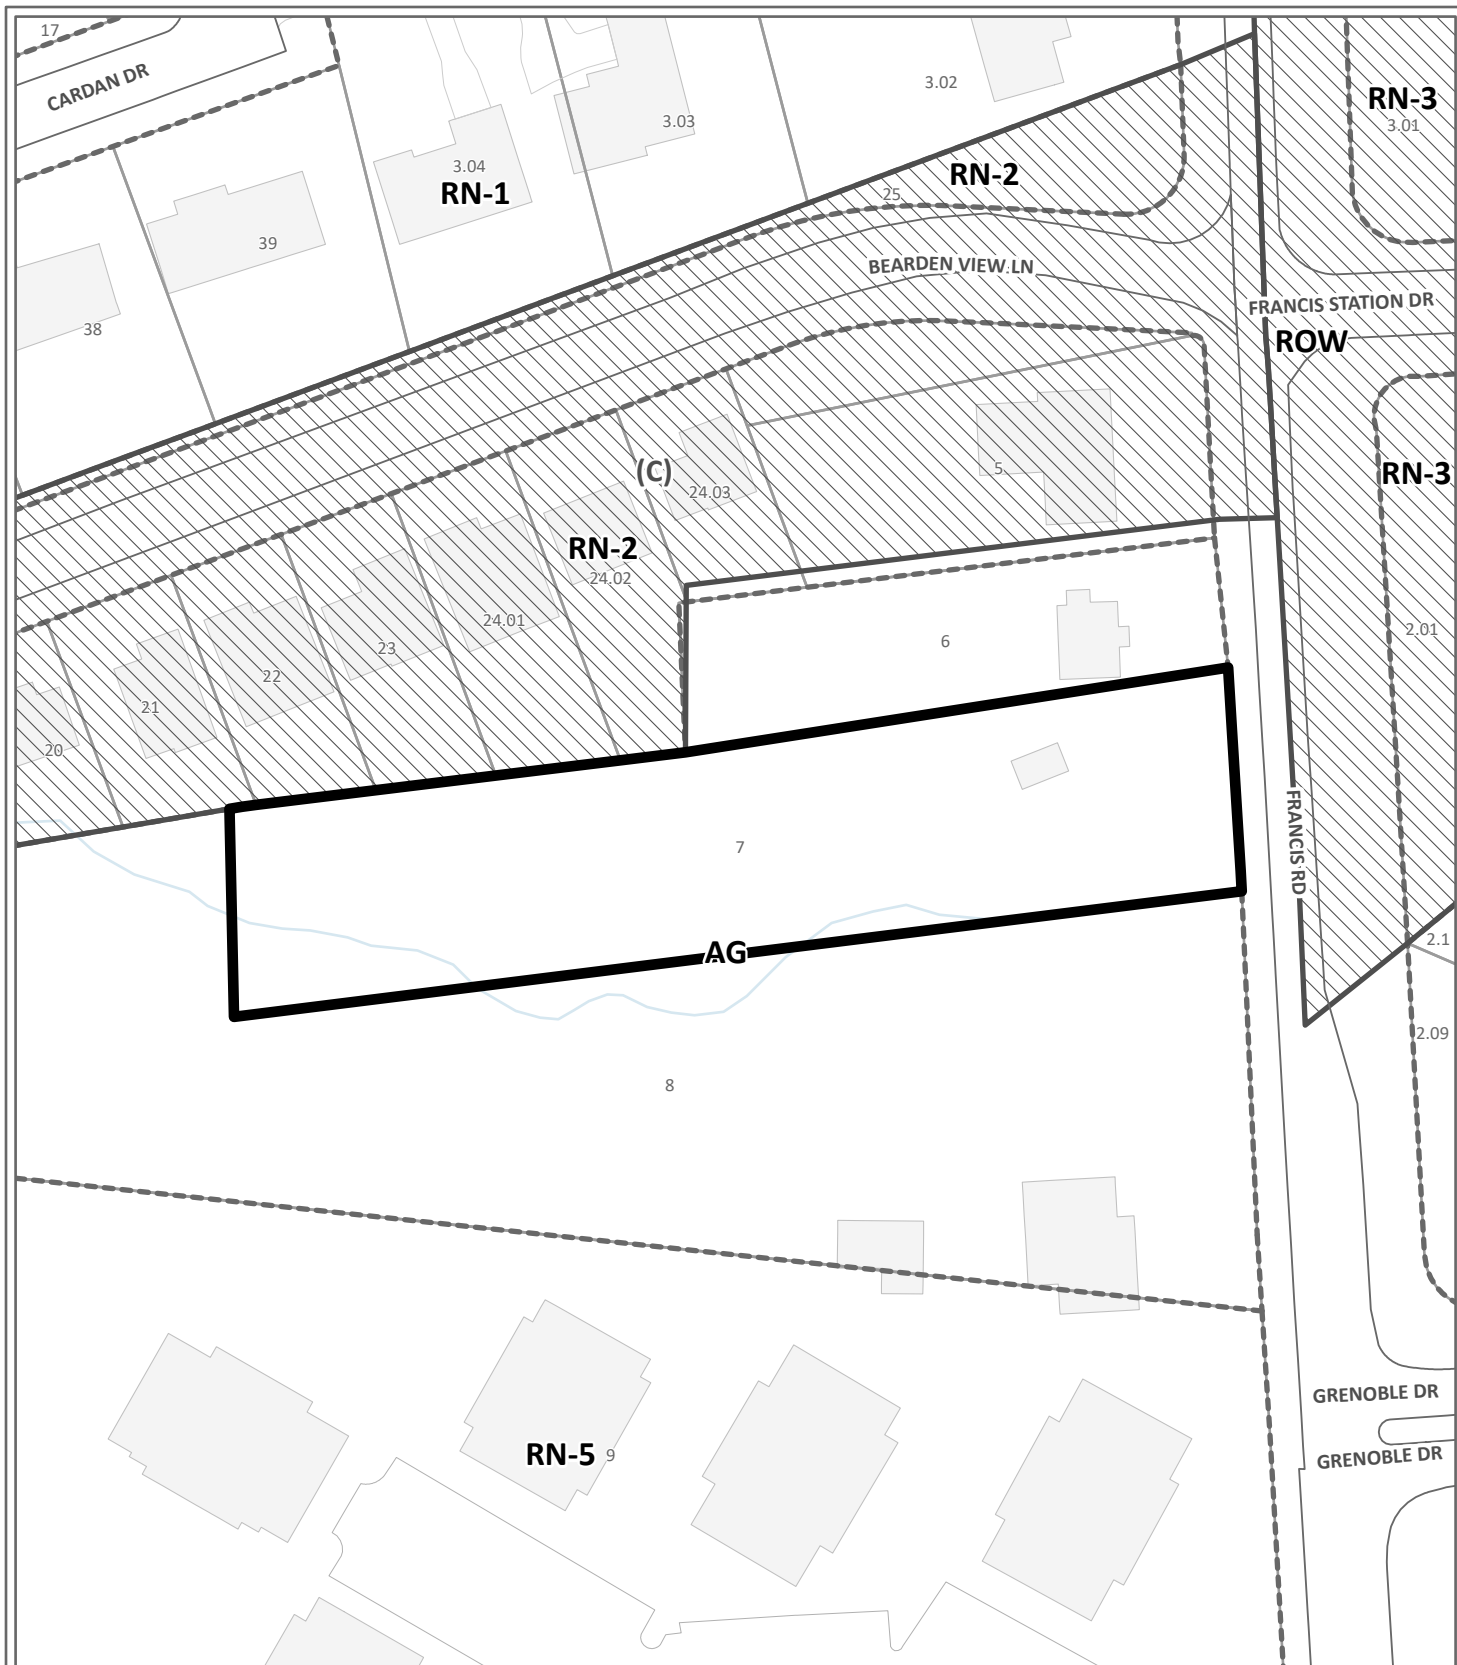 17
CARDAN DR
3.02
RN-3
3.01
3.03
3.04
RN-1
RN-2
25
39
BEARDEN VIEW LN
FRANCIS STATION DR
38
ROW
(C)
24.03
5
RN-3
RN-2
24.02
24.01
23
22
21
20
6
2.01
7
FRANCIS RD
AG
2.1
2.09
8
GRENOBLE DR
GRENOBLE DR
RN-5
9